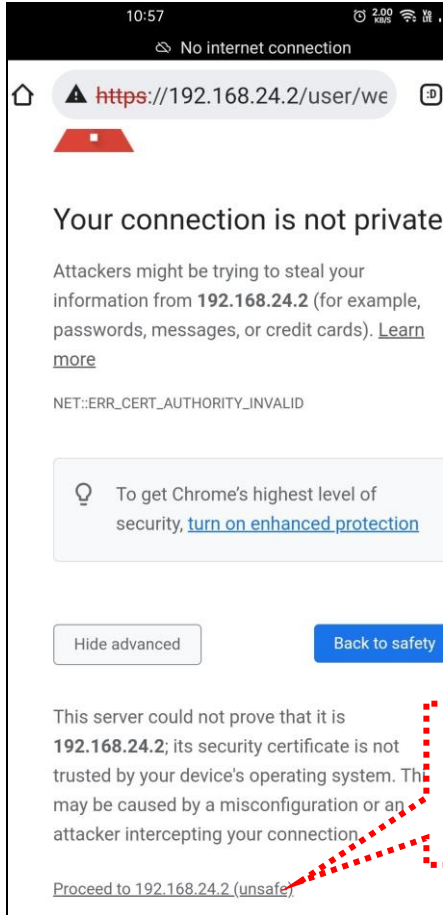 10:57
2.00
KB/S
No internet connection
https://192.168.24.2/user/we
:D
Your connection is not private
Attackers might be trying to steal your
information from 192.168.24.2 (for example,
passwords, messages, or credit cards). Learn
more
NET::ERR_CERT_AUTHORITY_INVALID
To get Chrome's highest level of
security, turn on enhanced protection
Hide advanced
Back to safety
This server could not prove that it is
192.168.24.2; its security certificate is not
trusted by your device's operating system. Thi
may be caused by a misconfiguration or an
attacker intercepting your connection.
Proceed to 192.168.24.2 (unsafe)